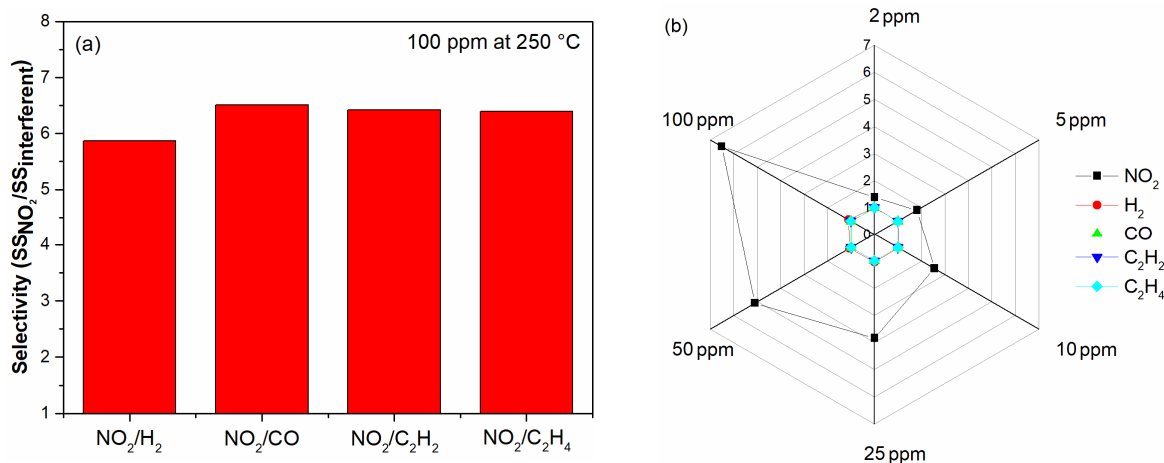 (a)
100 ppm at 250 °C
Selectivity (SSNO₂/SSinterferent)
8
7
6
5
4
3
2
1
NO₂/H₂
NO₂/CO
NO₂/C₂H₂
NO₂/C₂H₄
(b)
2 ppm
7
6
5
4
3
2
1
0
100 ppm
5 ppm
50 ppm
10 ppm
25 ppm
NO₂
H₂
CO
C₂H₂
C₂H₄